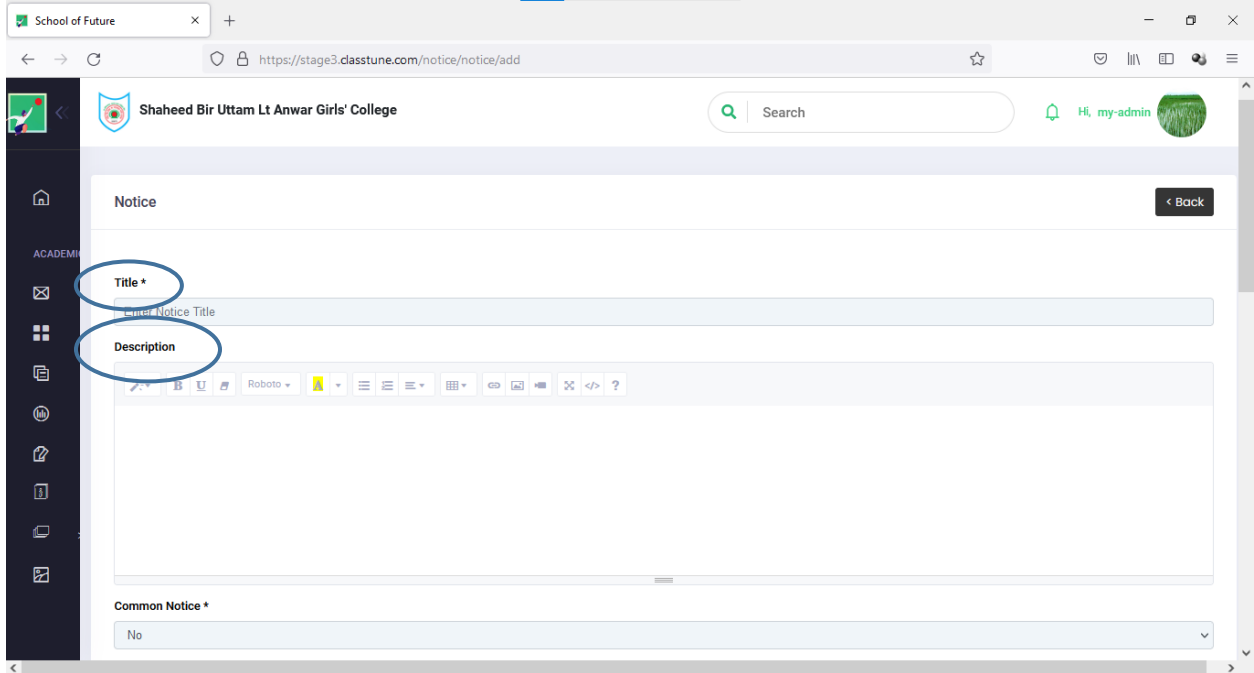 School of Future
https://stage3.classtune.com/notice/notice/add
Shaheed Bir Uttam Lt Anwar Girls' College
Search
Hi, my-admin
Notice
< Back
ACADEMI
Title *
Enter Notice Title
Description
B U Roboto A </> ?
Common Notice *
No